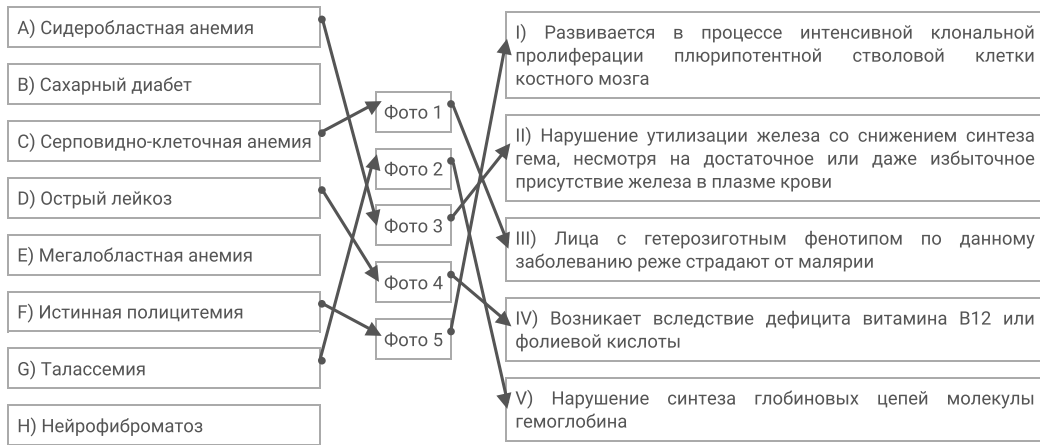 A) Сидеробластная анемия
B) Сахарный диабет
C) Серповидно-клеточная анемия
D) Острый лейкоз
E) Мегалобластная анемия
F) Истинная полицитемия
G) Талассемия
H) Нейрофиброматоз
Фото 1
Фото 2
Фото 3
Фото 4
Фото 5
I) Развивается в процессе интенсивной клональной
пролиферации плюрипотентной стволовой клетки
костного мозга
II) Нарушение утилизации железа со снижением синтеза
гема, несмотря на достаточное или даже избыточное
присутствие железа в плазме крови
III) Лица с гетерозиготным фенотипом по данному
заболеванию реже страдают от малярии
IV) Возникает вследствие дефицита витамина B12 или
фолиевой кислоты
V) Нарушение синтеза глобиновых цепей молекулы
гемоглобина